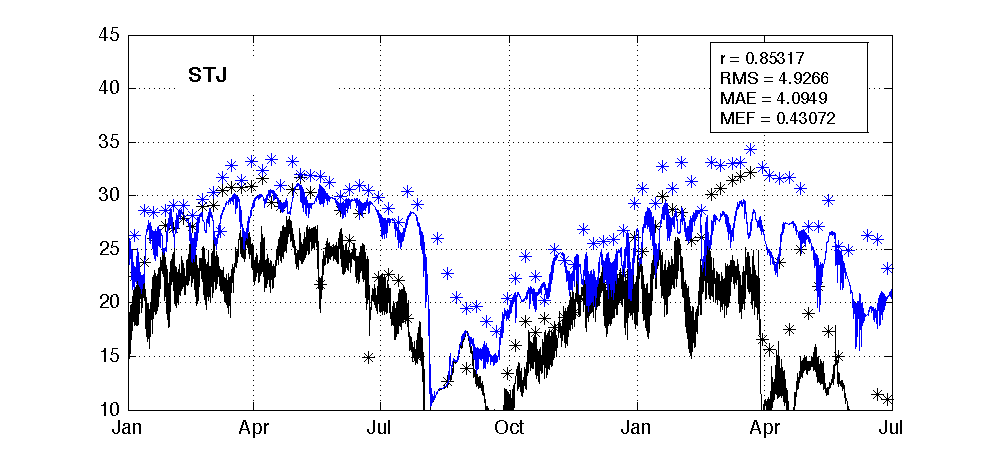 45
40
35
30
25
20
15
10
STJ
r = 0.85317
RMS = 4.9266
MAE = 4.0949
MEF = 0.43072
Jan Apr Jul Oct Jan Apr Jul